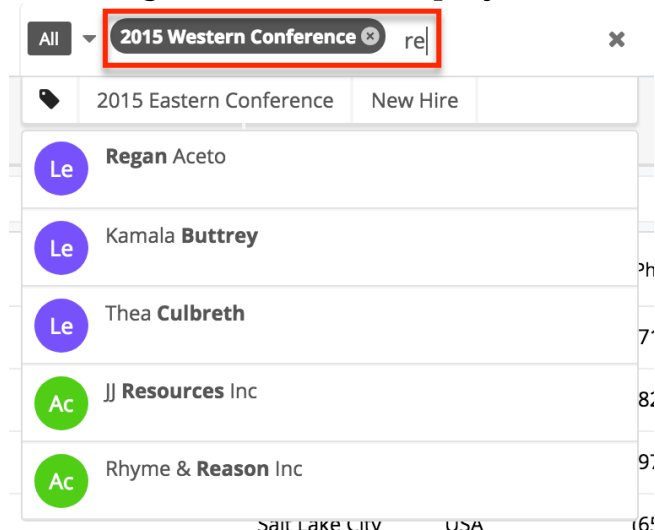 All 2015 Western Conference re
2015 Eastern Conference New Hire
Le Regan Aceto
Le Kamala Buttrey
Le Thea Culbreth
Ac JJ Resources Inc
Ac Rhyme & Reason Inc
Salt Lake City USA